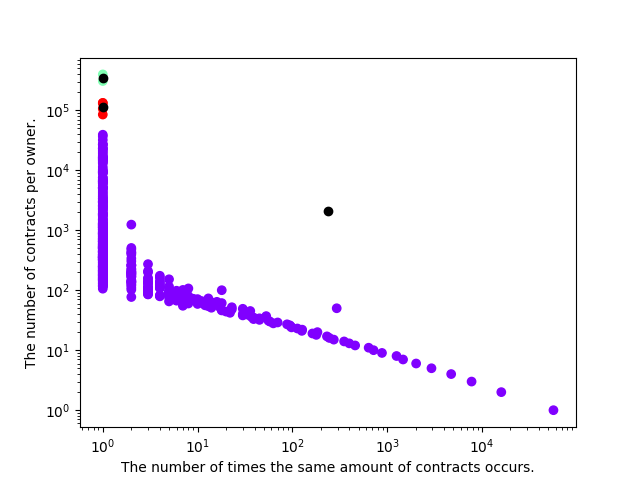 The number of contracts per owner.
10^5
10^4
10^3
10^2
10^1
10^0
10^0 10^1 10^2 10^3 10^4
The number of times the same amount of contracts occurs.